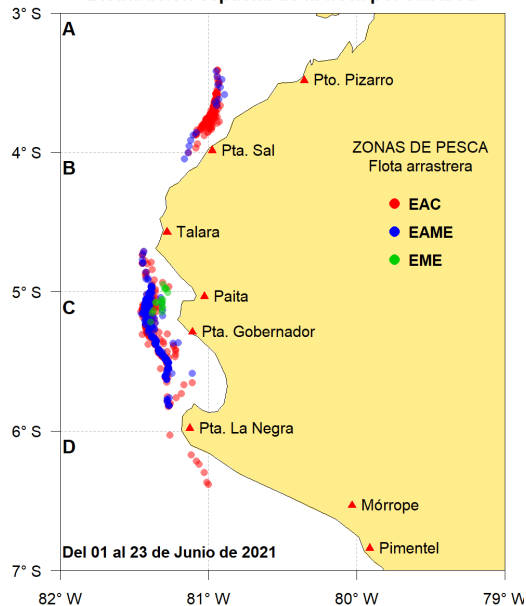 3° S
A
Pto. Pizarro
ZONAS DE PESCA
Flota arrastrera
EAC
EAME
EME
Pta. Sal
4° S
B
Talara
5° S
Paita
C
Pta. Gobernador
6° S
Pta. La Negra
D
Mórrope
Pimentel
Del 01 al 23 de Junio de 2021
7° S
82° W
81° W
80° W
79° W